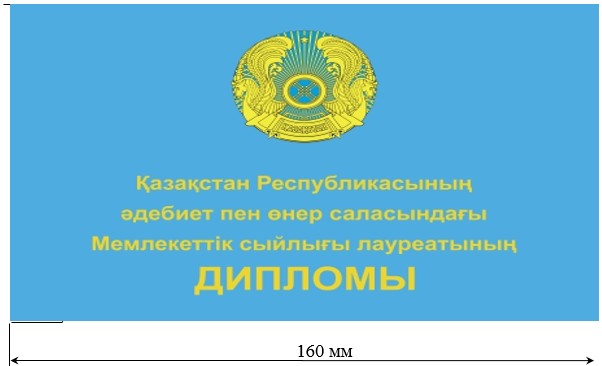 Қазақстан Республикасының
әдебиет пен өнер саласындағы
Мемлекеттік сыйлығы лауреатының
ДИПЛОМЫ
160 мм